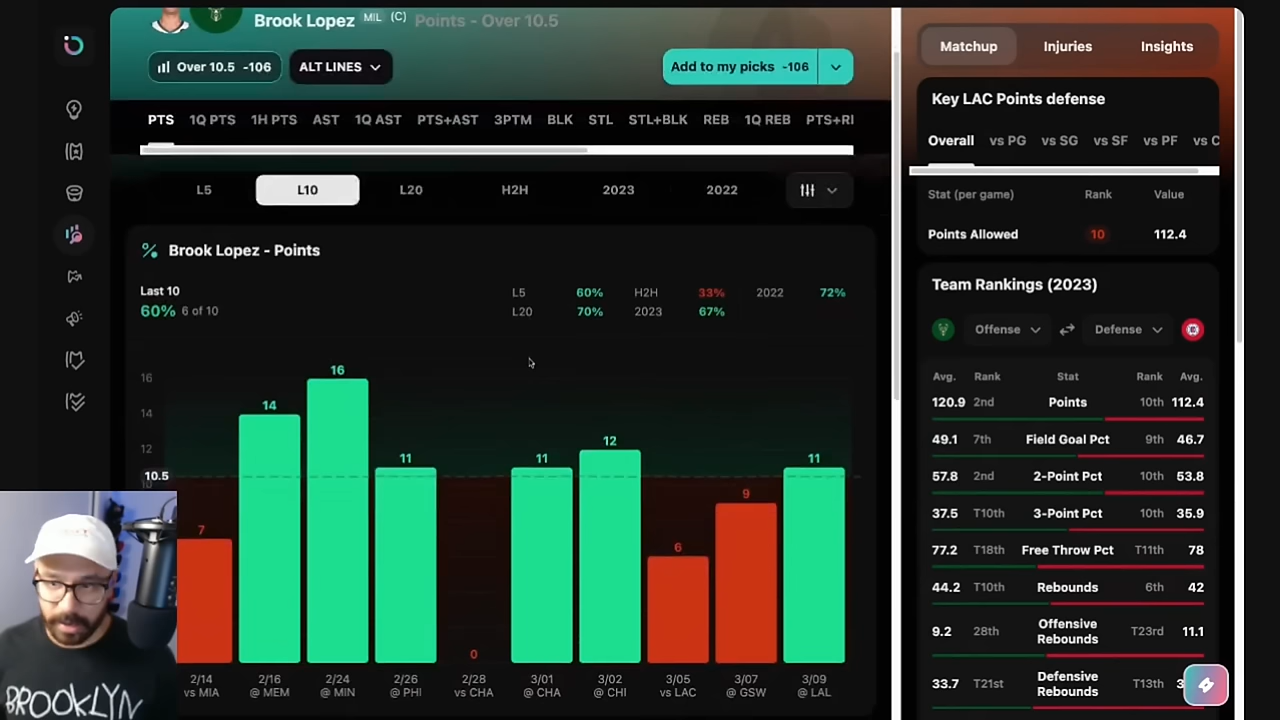 Brook Lopez MIL (C) Points - Over 10.5
Over 10.5 -106
ALT LINES
Add to my picks -106
PTS 1Q PTS 1H PTS AST 1Q AST PTS+AST 3PTM BLK STL STL+BLK REB 1Q REB PTS+RI
L5 L10 L20 H2H 2023 2022
Brook Lopez - Points
Last 10
60% 6 of 10
L5 60% H2H 33% 2022 72%
L20 70% 2023 67%
16
14
12
10.5
10
7
14
16
11
0
11
12
6
9
11
2/14 2/16 2/24 2/26 2/28 3/01 3/02 3/05 3/07 3/09
vs MIA @ MEM @ MIN @ PHI vs CHA @ CHA @ CHI vs LAC @ GSW @ LAL
BROOKLYN
Matchup Injuries Insights
Key LAC Points defense
Overall vs PG vs SG vs SF vs PF vs C
Stat (per game) Rank Value
Points Allowed 10 112.4
Team Rankings (2023)
Offense Defense
Avg. Rank Stat Rank Avg.
120.9 2nd Points 10th 112.4
49.1 7th Field Goal Pct 9th 46.7
57.8 2nd 2-Point Pct 10th 53.8
37.5 T10th 3-Point Pct 10th 35.9
77.2 T18th Free Throw Pct T11th 78
44.2 T10th Rebounds 6th 42
9.2 28th Offensive Rebounds T23rd 11.1
33.7 T21st Defensive Rebounds T13th 3